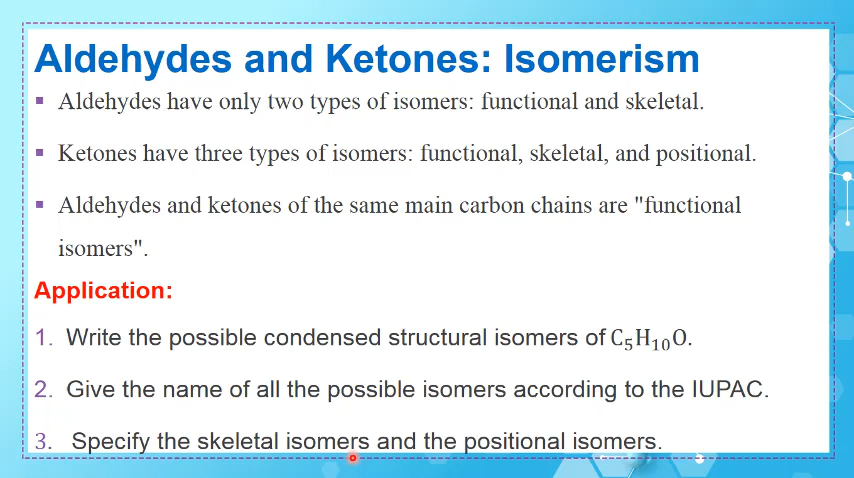 Aldehydes and Ketones: Isomerism
▪ Aldehydes have only two types of isomers: functional and skeletal.
▪ Ketones have three types of isomers: functional, skeletal, and positional.
▪ Aldehydes and ketones of the same main carbon chains are "functional
isomers".
Application:
1. Write the possible condensed structural isomers of C₅H₁₀O.
2. Give the name of all the possible isomers according to the IUPAC.
3. Specify the skeletal isomers and the positional isomers.